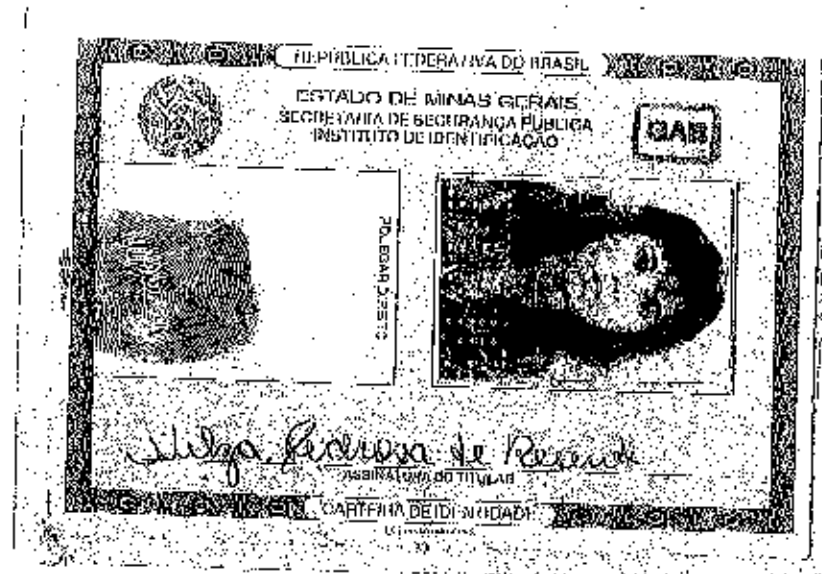 REPÚBLICA FEDERATIVA DO BRASIL
ESTADO DE MINAS GERAIS
SECRETARIA DE SEGURANÇA PÚBLICA
INSTITUTO DE IDENTIFICAÇÃO
GAB
POLEGAR DIREITO
Pedrosa de Resende
ASSINATURA DO TITULAR
CARTEIRA DE IDENTIDADE